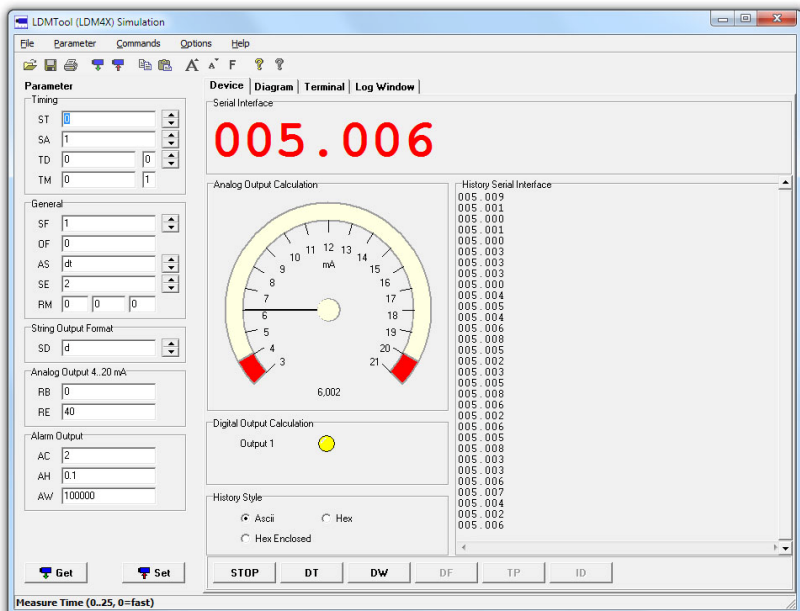 LDMTool (LDM4X) Simulation
File Parameter Commands Options Help
A A F ? ?
Parameter
Timing
ST 0
SA 1
TD 0 0
TM 0 1
General
SF 1
OF 0
AS dt
SE 2
RM 0 0 0
String Output Format
SD d
Analog Output 4..20 mA
RB 0
RE 40
Alarm Output
AC 2
AH 0.1
AW 100000
Get Set
Device Diagram Terminal Log Window
Serial Interface
005.006
Analog Output Calculation
3 4 5 6 7 8 9 10 11 12 13 14 15 16 17 18 19 20 21
mA
6,002
Digital Output Calculation
Output 1
History Style
Ascii Hex
Hex Enclosed
History Serial Interface
005.009
005.001
005.000
005.001
005.000
005.003
005.003
005.003
005.000
005.004
005.005
005.004
005.006
005.008
005.005
005.002
005.003
005.005
005.008
005.006
005.002
005.006
005.005
005.008
005.003
005.003
005.006
005.007
005.004
005.002
005.006
STOP DT DW DF TP ID
Measure Time (0..25, 0=fast)